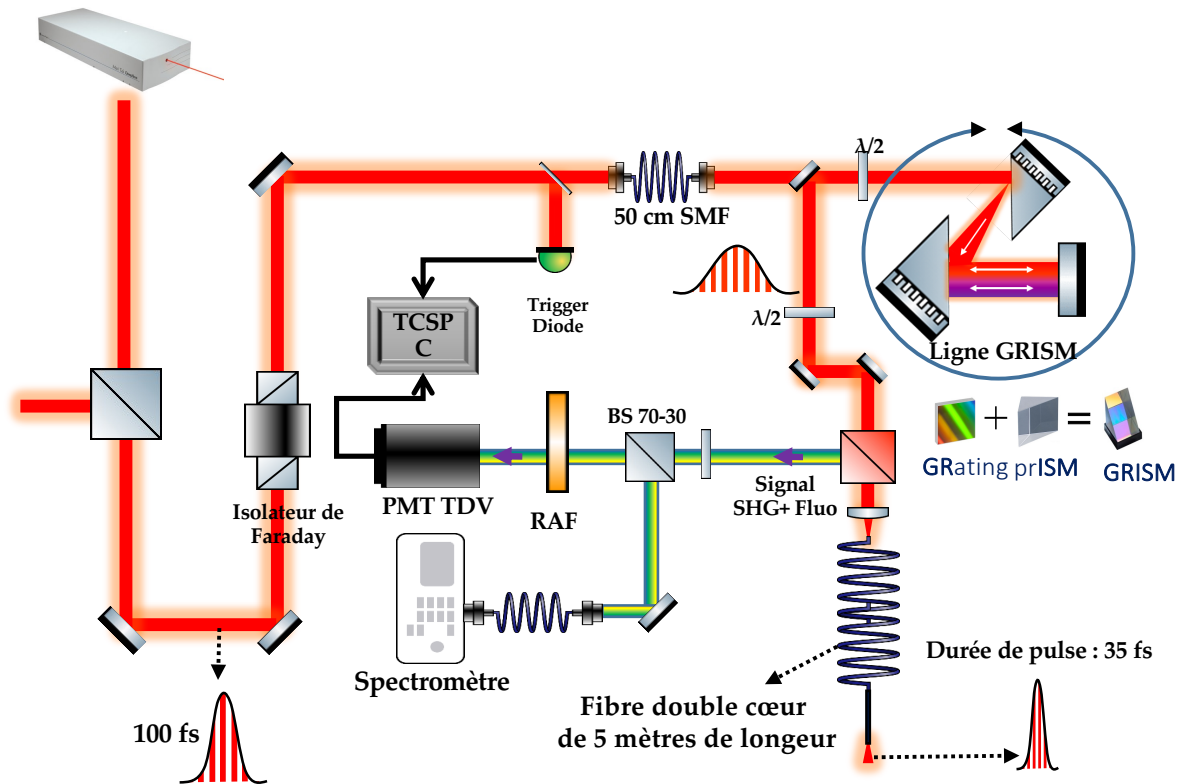 λ/2
50 cm SMF
Trigger
Diode
TCSP
C
λ/2
Ligne GRISM
BS 70-30
GRating prISM
+
=
GRISM
Signal
SHG+ Fluo
PMT TDV
RAF
Isolateur de
Faraday
Spectromètre
Durée de pulse : 35 fs
Fibre double cœur
de 5 mètres de longeur
100 fs